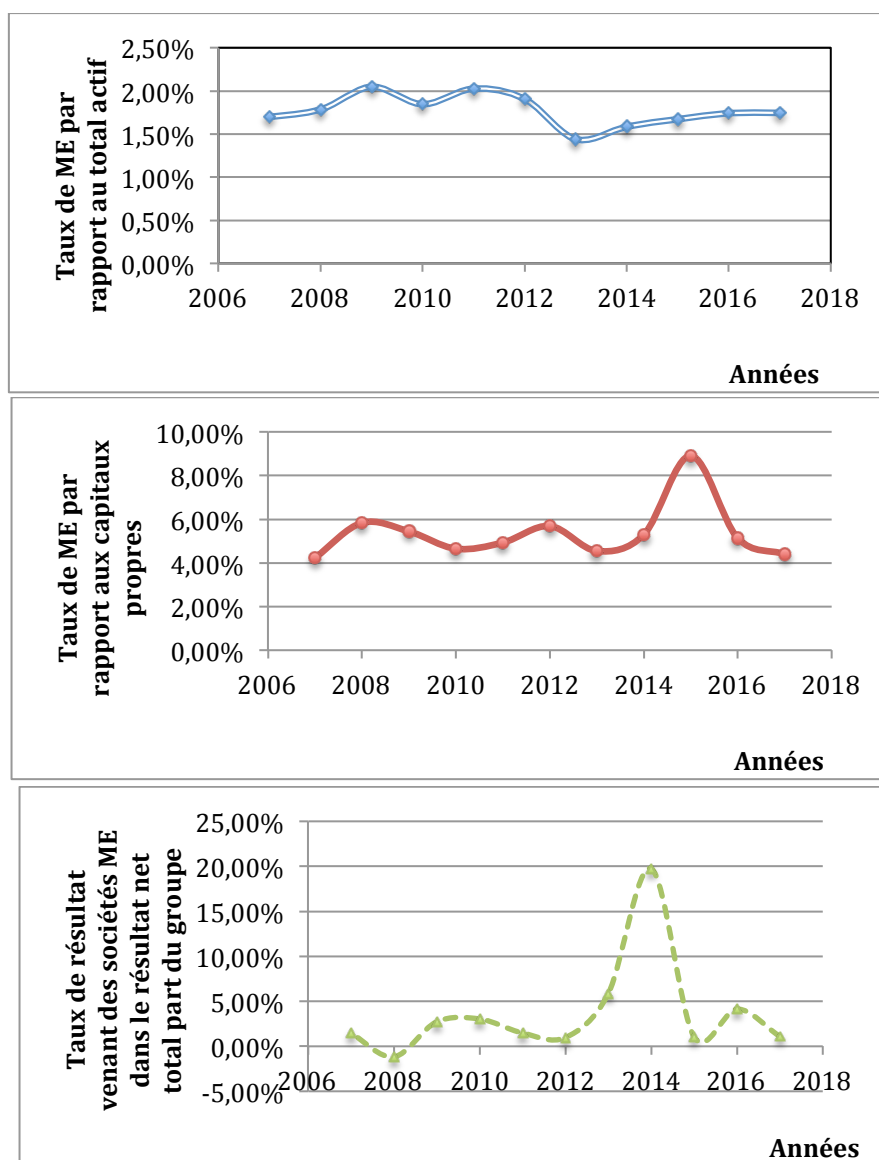 Taux de ME par
rapport au total actif
2,50%
2,00%
1,50%
1,00%
0,50%
0,00%
2006 2008 2010 2012 2014 2016 2018
Années
Taux de ME par
rapport aux capitaux
propres
10,00%
8,00%
6,00%
4,00%
2,00%
0,00%
2006 2008 2010 2012 2014 2016 2018
Années
Taux de résultat
venant des sociétés ME
dans le résultat net
total part du groupe
25,00%
20,00%
15,00%
10,00%
5,00%
0,00%
-5,00%
2006 2008 2010 2012 2014 2016 2018
Années